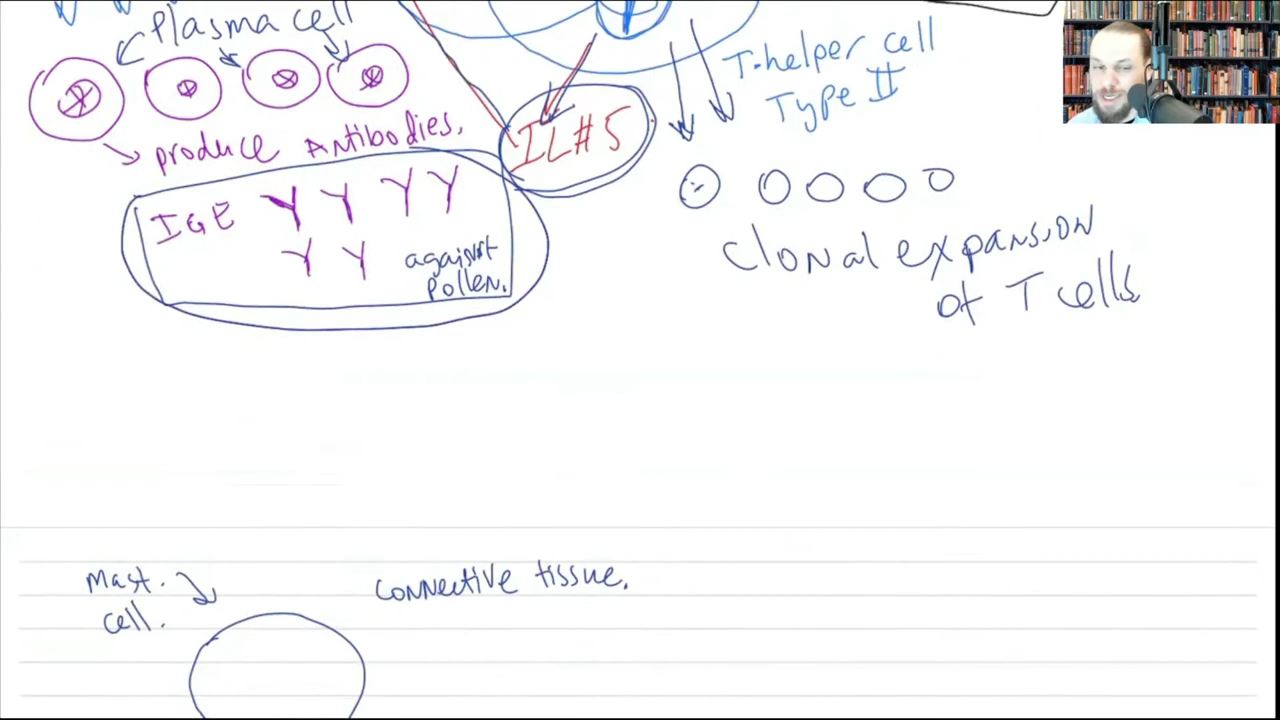 Plasma cell
T-helper cell
Type II
IL#5
produce Antibodies.
IGE
against
pollen.
clonal expansion
of T cells
Mast.
cell.
connective tissue.